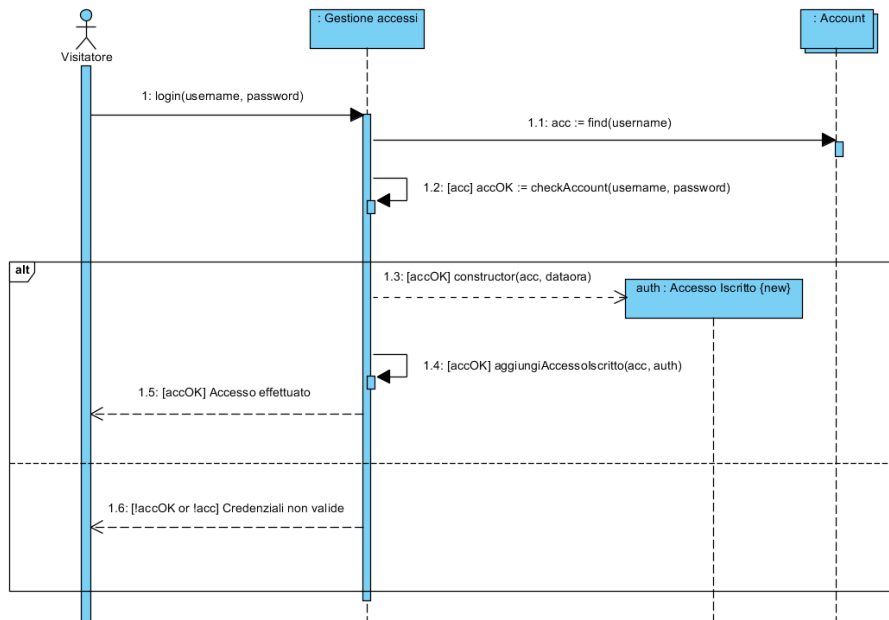 : Gestione accessi
: Account
Visitatore
1: login(username, password)
1.1: acc := find(username)
1.2: [acc] accOK := checkAccount(username, password)
alt
1.3: [accOK] constructor(acc, dataora)
auth : Accesso Iscritto {new}
1.4: [accOK] aggiungiAccessoIscritto(acc, auth)
1.5: [accOK] Accesso effettuato
1.6: [!accOK or !acc] Credenziali non valide